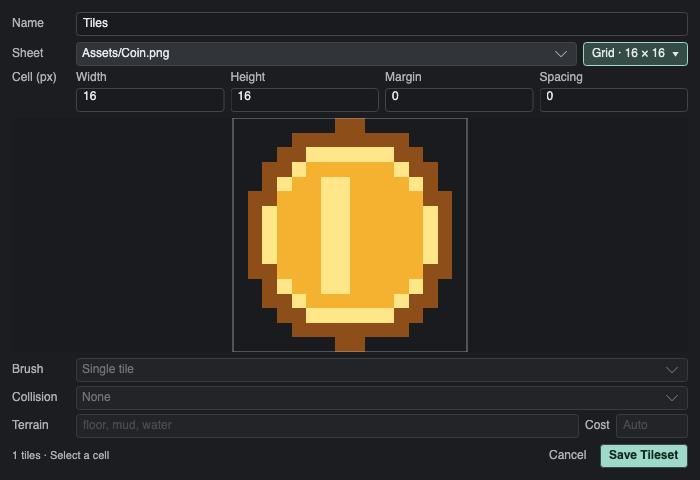 Name Tiles
Sheet Assets/Coin.png Grid · 16 × 16
Cell (px) Width Height Margin Spacing
16 16 0 0
Brush Single tile
Collision None
Terrain floor, mud, water Cost Auto
1 tiles · Select a cell Cancel Save Tileset